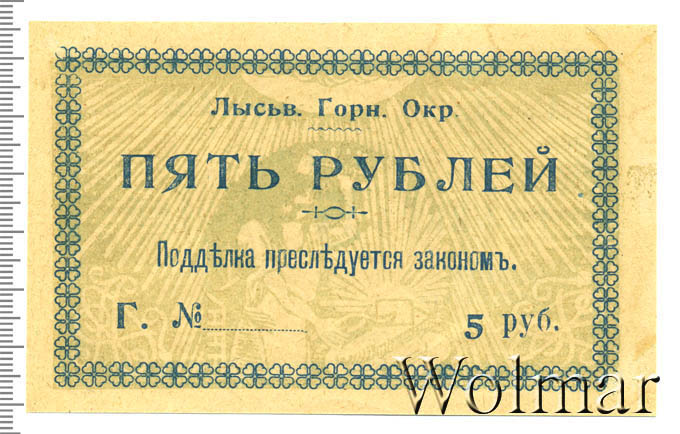 Лысьв. Горн. Окр.
ПЯТЬ РУБЛЕЙ
Поддѣлка преслѣдуется закономъ.
Г. № 5 руб.
Wolmar